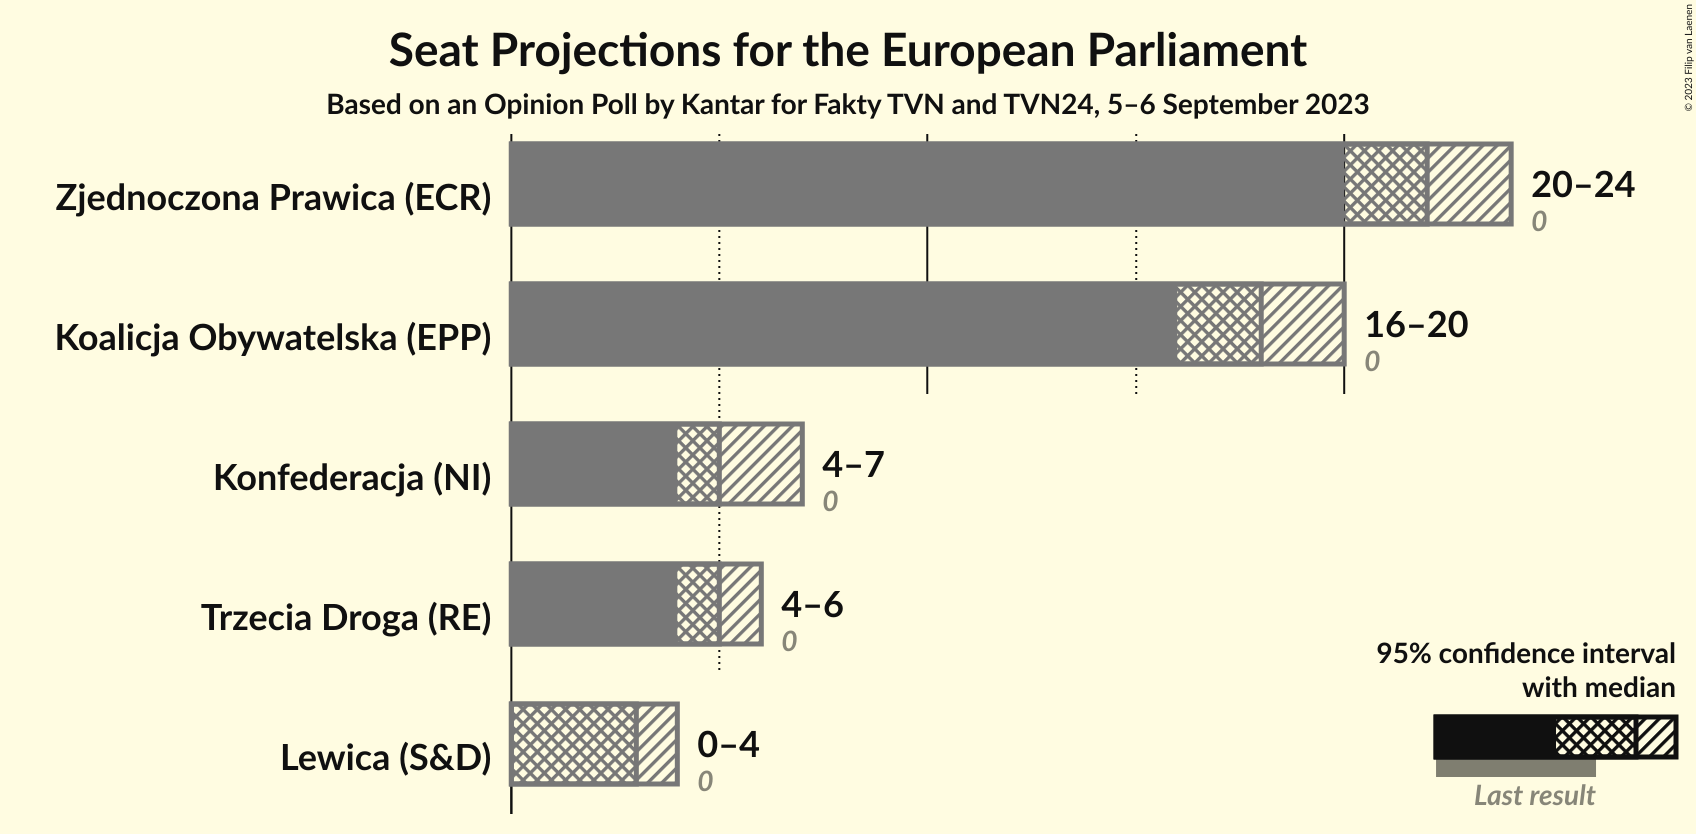 Seat Projections for the European Parliament
Based on an Opinion Poll by Kantar for Fakty TVN and TVN24, 5–6 September 2023
© 2023 Filip van Laenen
Zjednoczona Prawica (ECR)
20–24
0
Koalicja Obywatelska (EPP)
16–20
0
Konfederacja (NI)
4–7
0
Trzecia Droga (RE)
4–6
0
Lewica (S&D)
0–4
0
95% confidence interval
with median
Last result